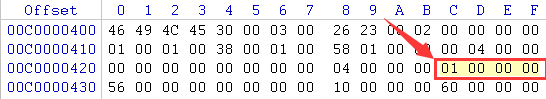 Offset 0 1 2 3 4 5 6 7 8 9 A B C D E F
00C0000400 46 49 4C 45 30 00 03 00 26 23 00 02 00 00 00 00
00C0000410 01 00 01 00 38 00 01 00 58 01 00 00 04 00 00
00C0000420 00 00 00 00 00 00 00 00 04 00 00 00 01 00 00 00
00C0000430 56 00 00 00 00 00 00 00 10 00 00 00 60 00 00 00